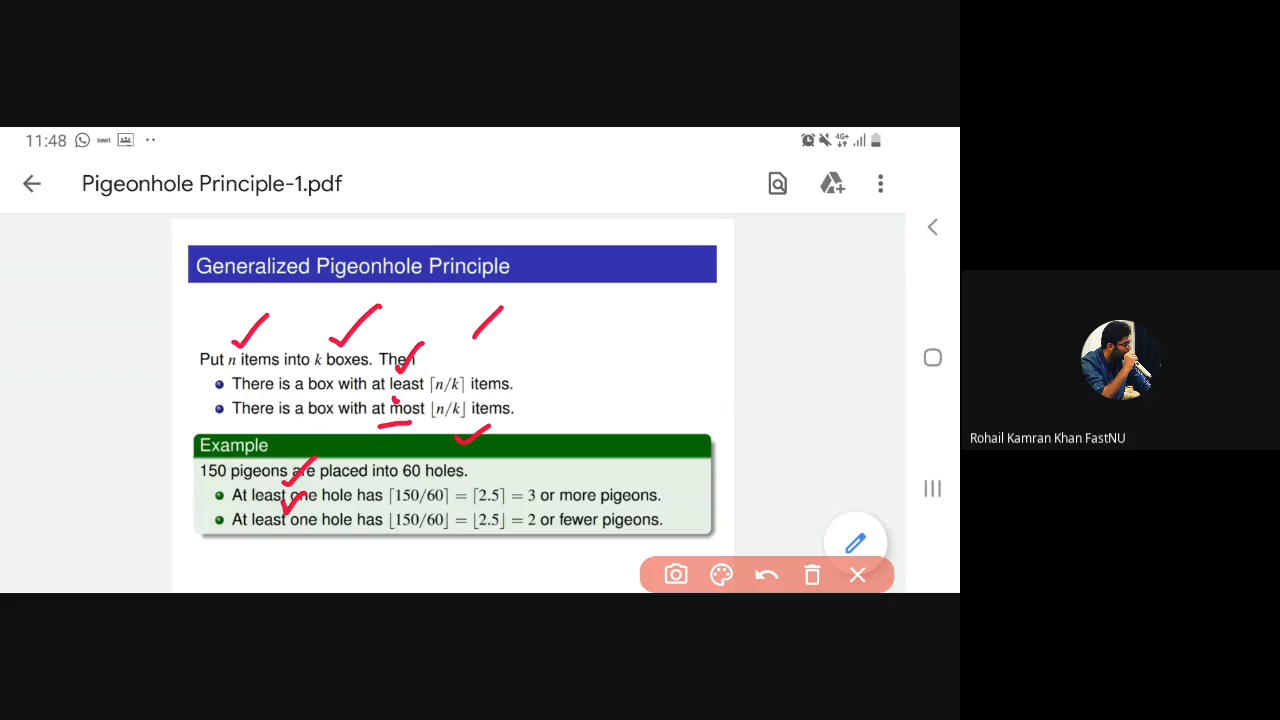 11:48
4G+
Pigeonhole Principle-1.pdf
Generalized Pigeonhole Principle
Put n items into k boxes. Then
There is a box with at least ⌈n/k⌉ items.
There is a box with at most ⌊n/k⌋ items.
Example
150 pigeons are placed into 60 holes.
At least one hole has ⌈150/60⌉ = ⌈2.5⌉ = 3 or more pigeons.
At least one hole has ⌊150/60⌋ = ⌊2.5⌋ = 2 or fewer pigeons.
Rohail Kamran Khan FastNU